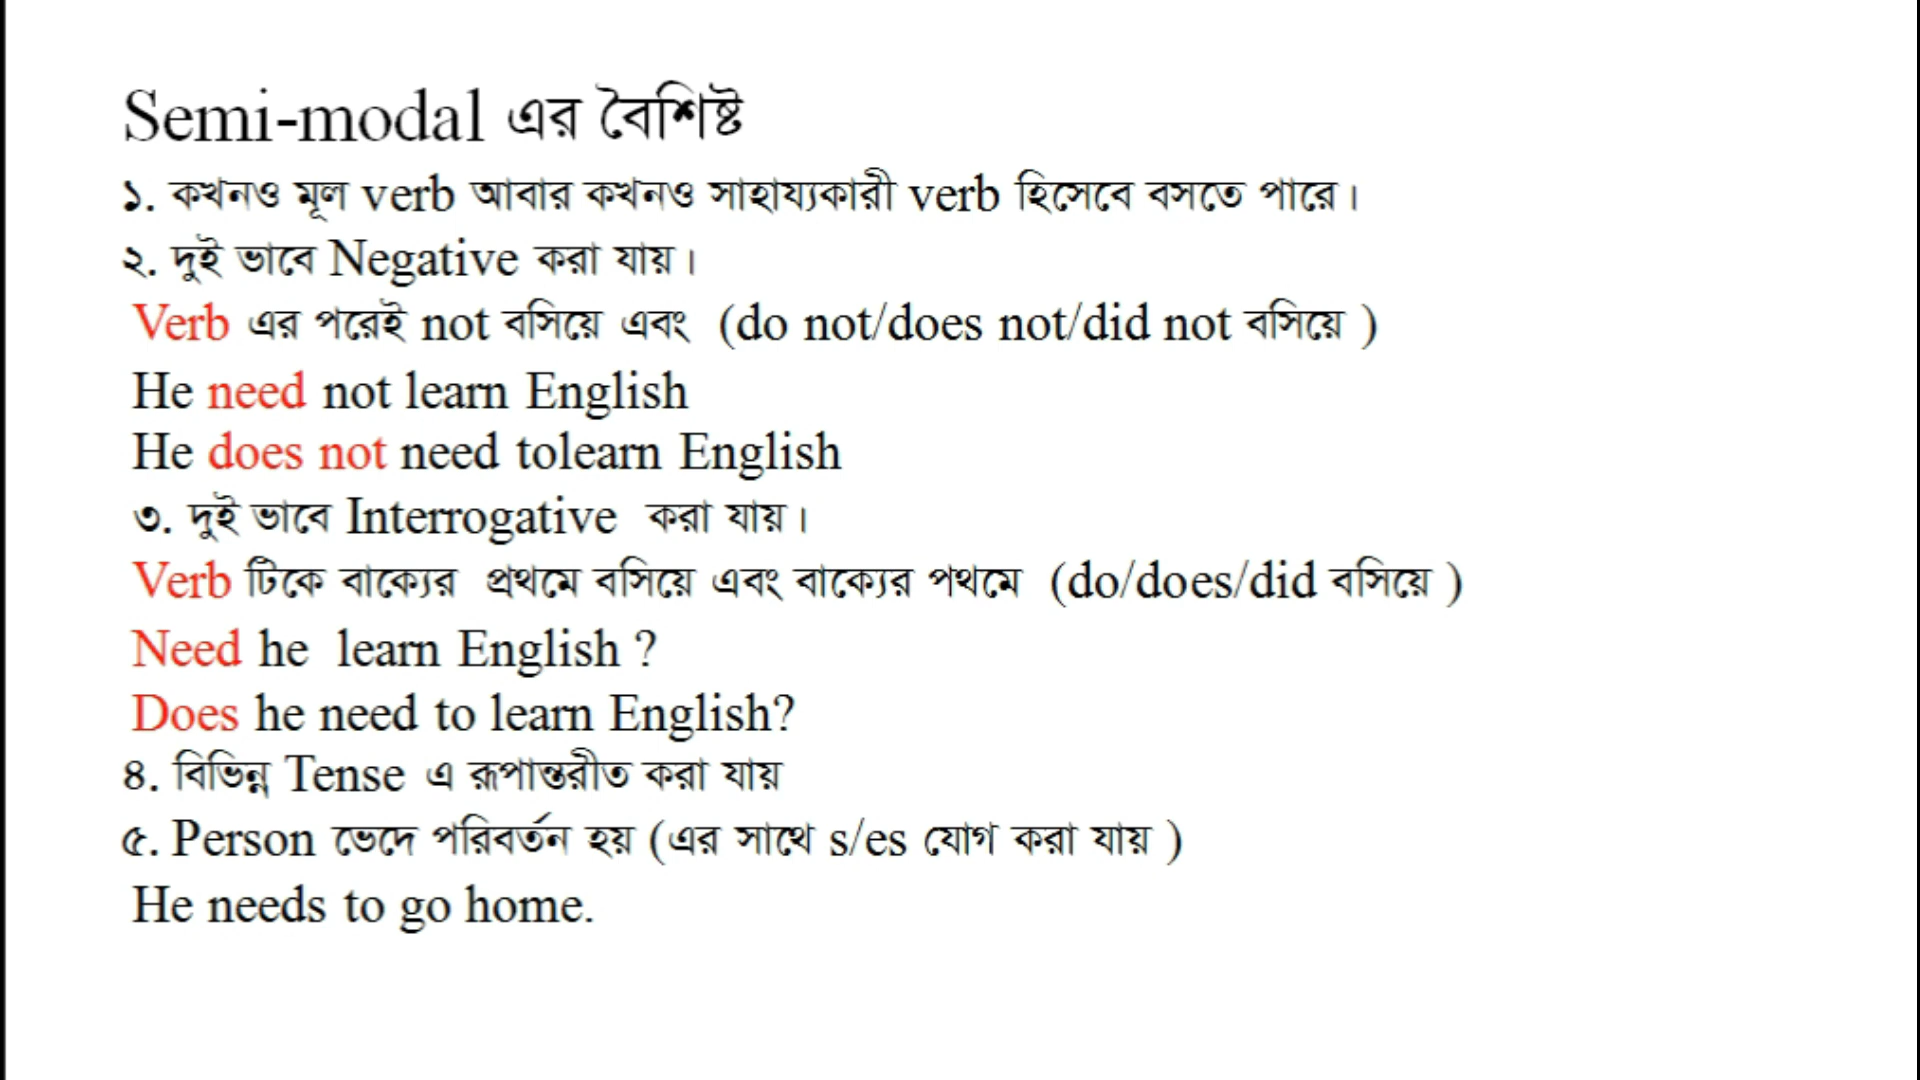 Semi-modal এর বৈশিষ্ট
১. কখনও মূল verb আবার কখনও সাহায্যকারী verb হিসেবে বসতে পারে।
২. দুই ভাবে Negative করা যায়।
Verb এর পরেই not বসিয়ে এবং (do not/does not/did not বসিয়ে )
He need not learn English
He does not need tolearn English
৩. দুই ভাবে Interrogative করা যায়।
Verb টিকে বাক্যের প্রথমে বসিয়ে এবং বাক্যের পথমে (do/does/did বসিয়ে )
Need he learn English ?
Does he need to learn English?
৪. বিভিন্ন Tense এ রূপান্তরীত করা যায়
৫. Person ভেদে পরিবর্তন হয় (এর সাথে s/es যোগ করা যায় )
He needs to go home.